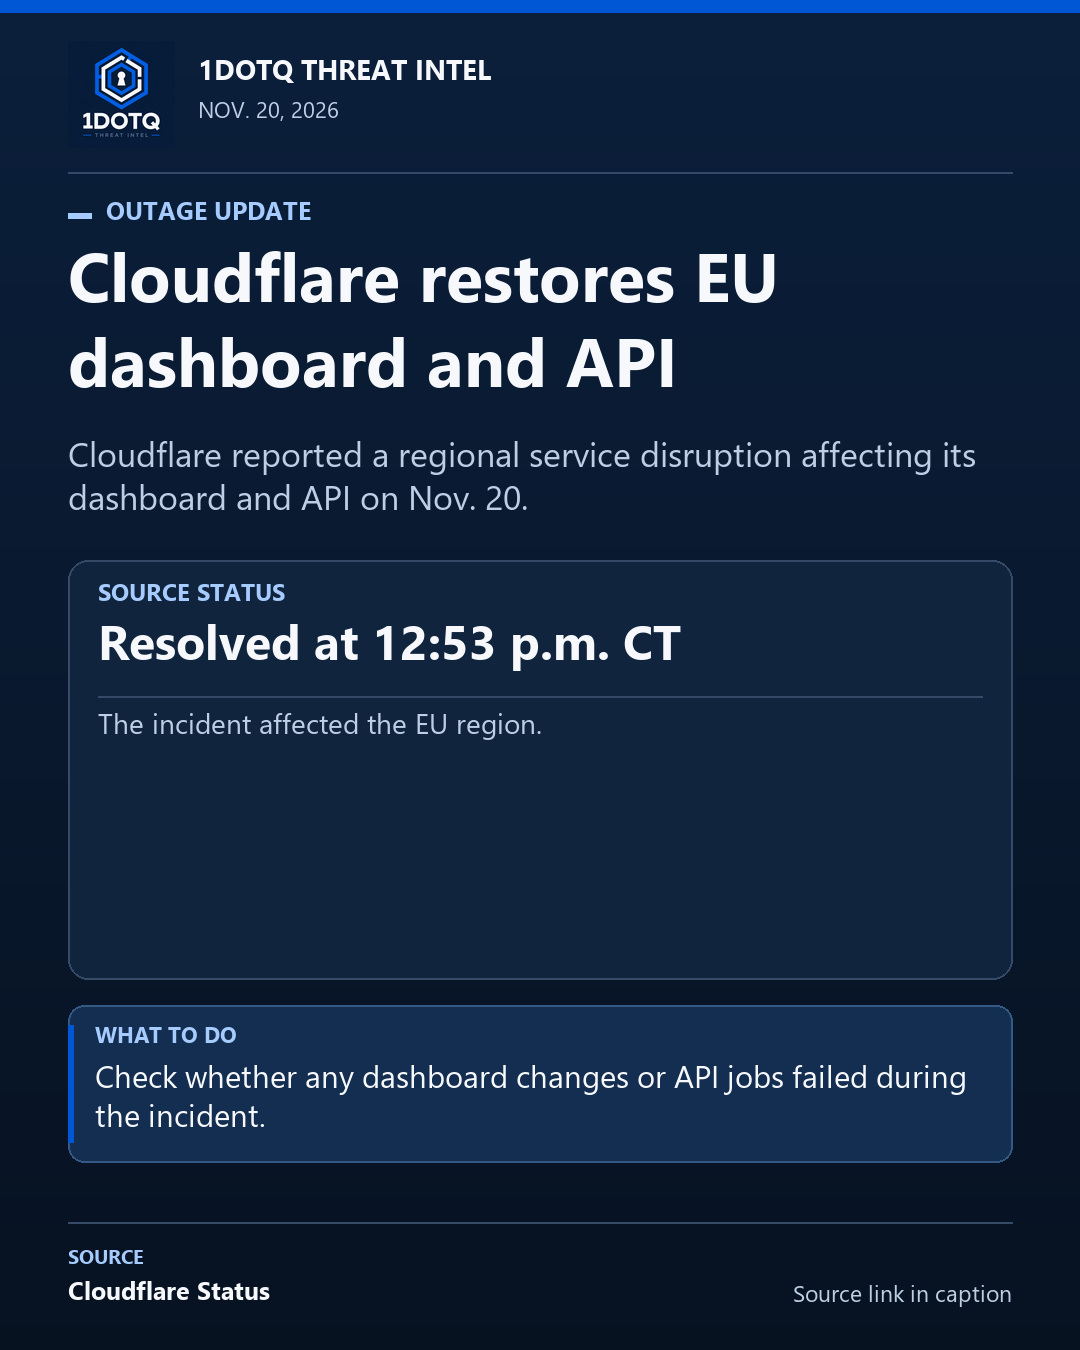 1DOTQ
THREAT INTEL
1DOTQ THREAT INTEL
NOV. 20, 2026
OUTAGE UPDATE
Cloudflare restores EU
dashboard and API
Cloudflare reported a regional service disruption affecting its
dashboard and API on Nov. 20.
SOURCE STATUS
Resolved at 12:53 p.m. CT
The incident affected the EU region.
WHAT TO DO
Check whether any dashboard changes or API jobs failed during
the incident.
SOURCE
Cloudflare Status
Source link in caption